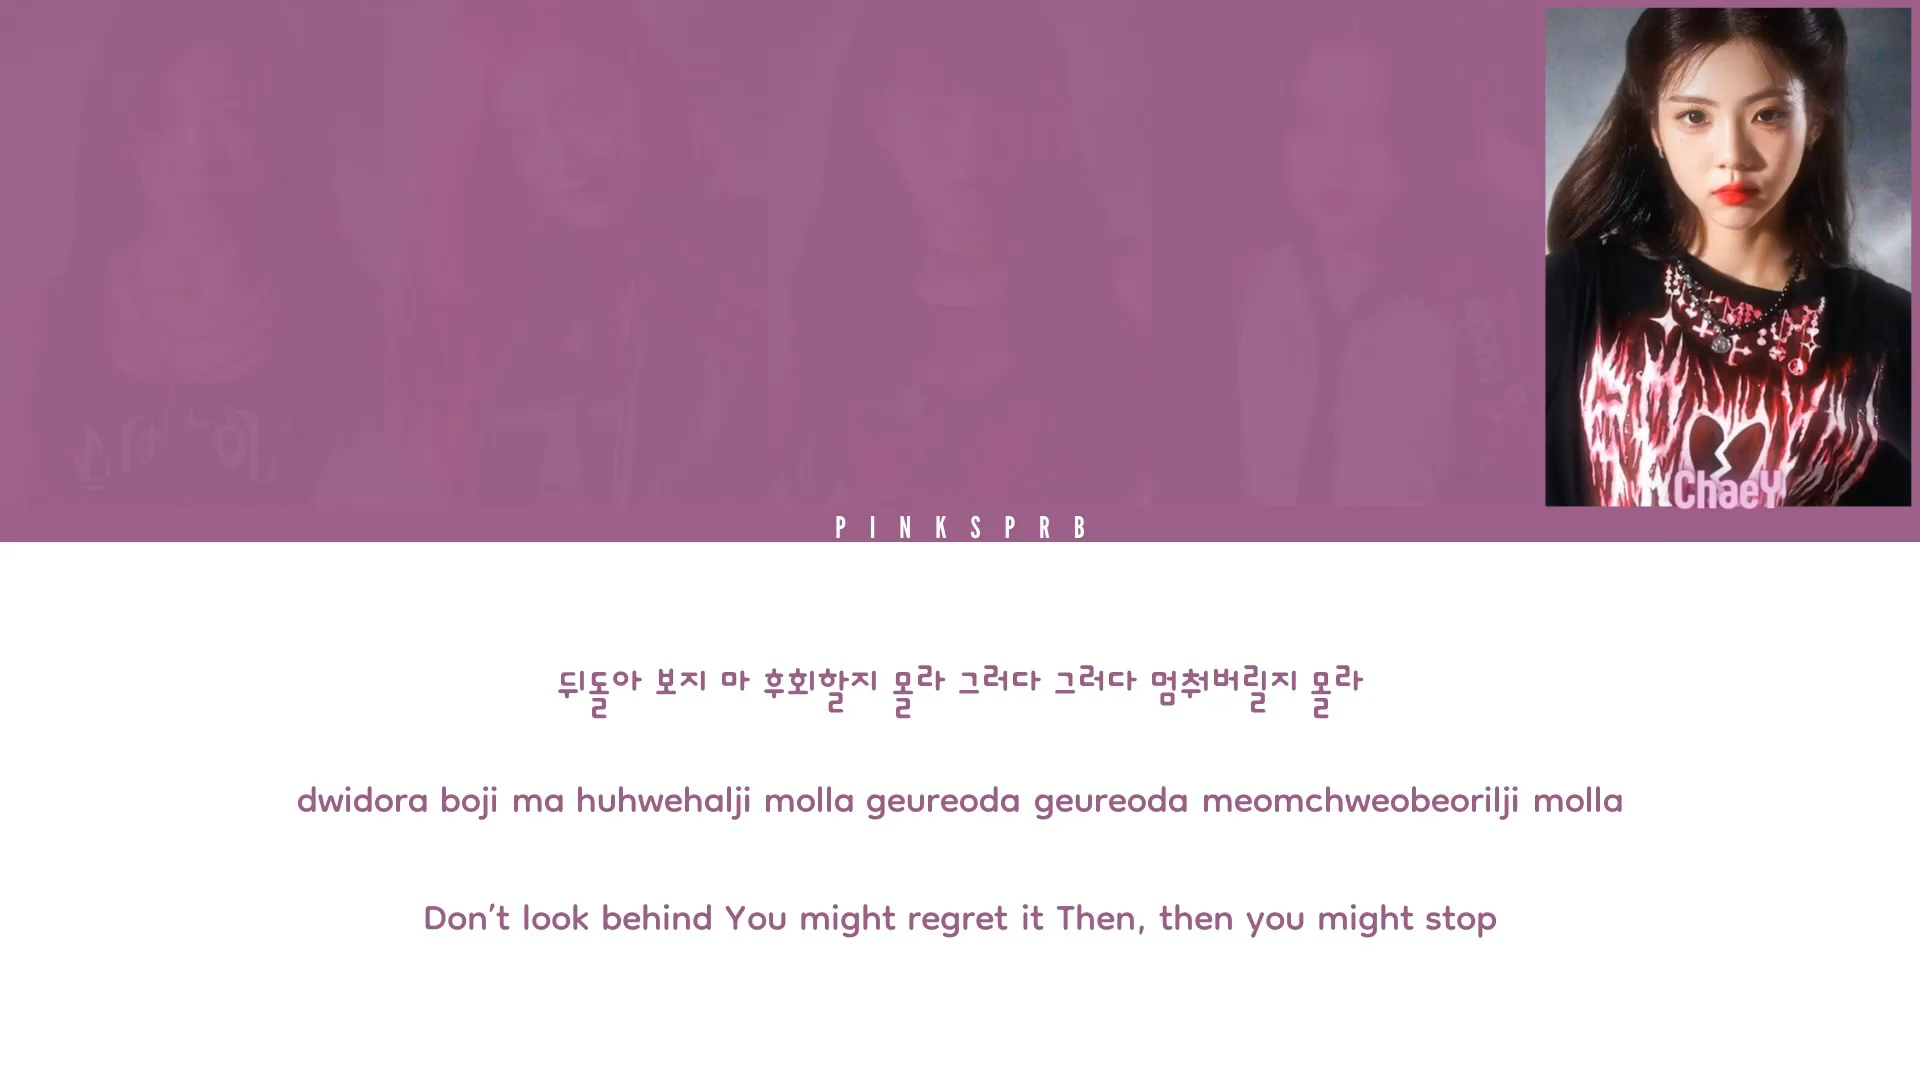 ChaeY
PINKSPRB
뒤돌아 보지 마 후회할지 몰라 그러다 그러다 멈춰버릴지 몰라
dwidora boji ma huhwehalji molla geureoda geureoda meomchweobeorilji molla
Don't look behind You might regret it Then, then you might stop